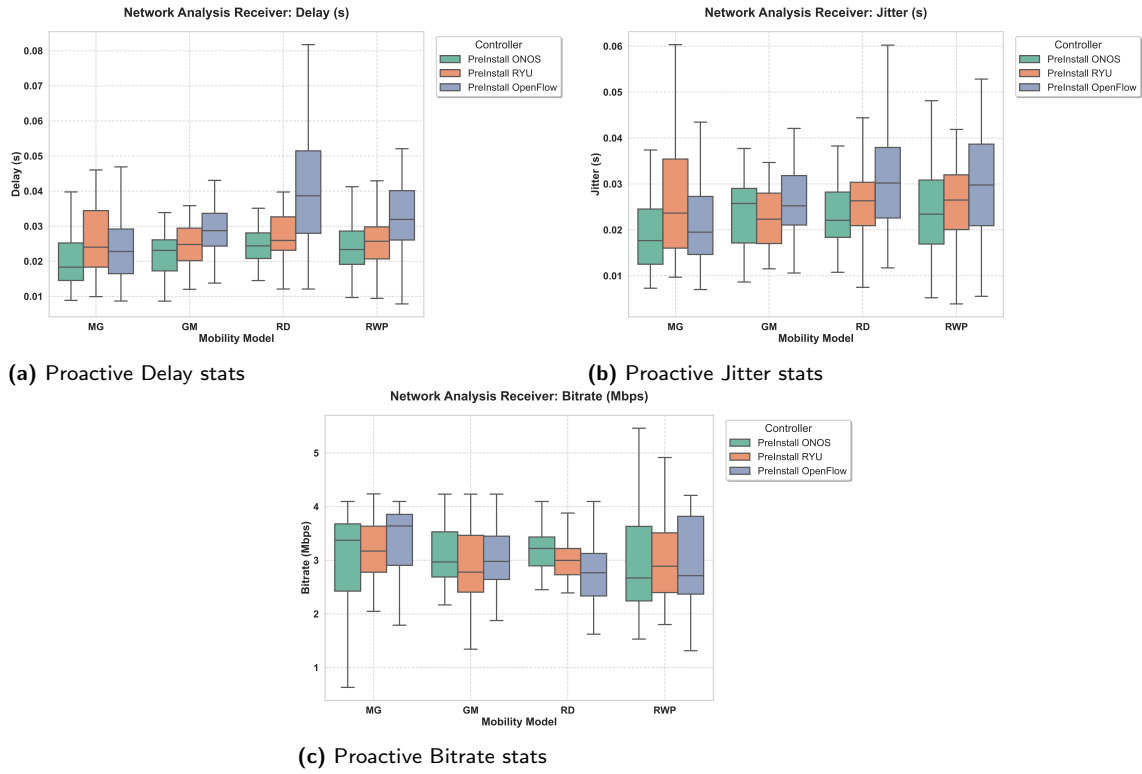 Network Analysis Receiver: Delay (s)
0.08
0.07
0.06
0.05
0.04
0.03
0.02
0.01
Delay (s)
MG GM RD RWP
Mobility Model
Controller
PreInstall ONOS
PreInstall RYU
PreInstall OpenFlow
(a) Proactive Delay stats
Network Analysis Receiver: Jitter (s)
0.06
0.05
0.04
0.03
0.02
0.01
Jitter (s)
MG GM RD RWP
Mobility Model
Controller
PreInstall ONOS
PreInstall RYU
PreInstall OpenFlow
(b) Proactive Jitter stats
Network Analysis Receiver: Bitrate (Mbps)
5
4
3
2
1
Bitrate (Mbps)
MG GM RD RWP
Mobility Model
Controller
PreInstall ONOS
PreInstall RYU
PreInstall OpenFlow
(c) Proactive Bitrate stats